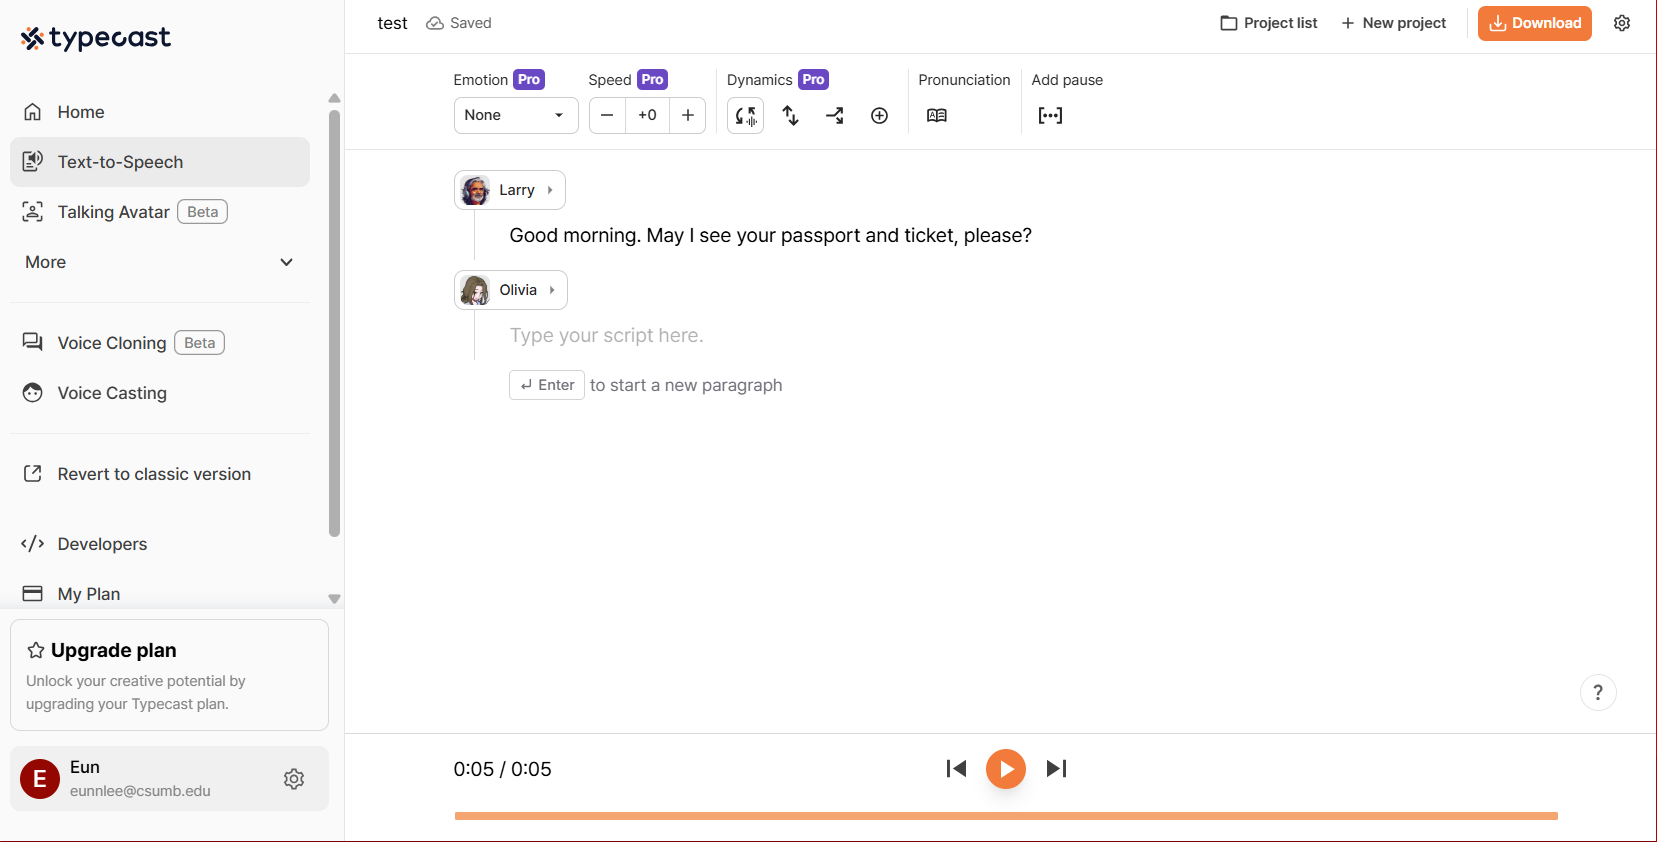 typecast
Home
Text-to-Speech
Talking Avatar Beta
More
Voice Cloning Beta
Voice Casting
Revert to classic version
Developers
My Plan
Upgrade plan
Unlock your creative potential by
upgrading your Typecast plan.
E
Eun
eunnlee@csumb.edu
test Saved
Project list + New project Download
Emotion Pro Speed Pro Dynamics Pro Pronunciation Add pause
None − +0 +
Larry
Good morning. May I see your passport and ticket, please?
Olivia
Type your script here.
↵ Enter to start a new paragraph
?
0:05 / 0:05